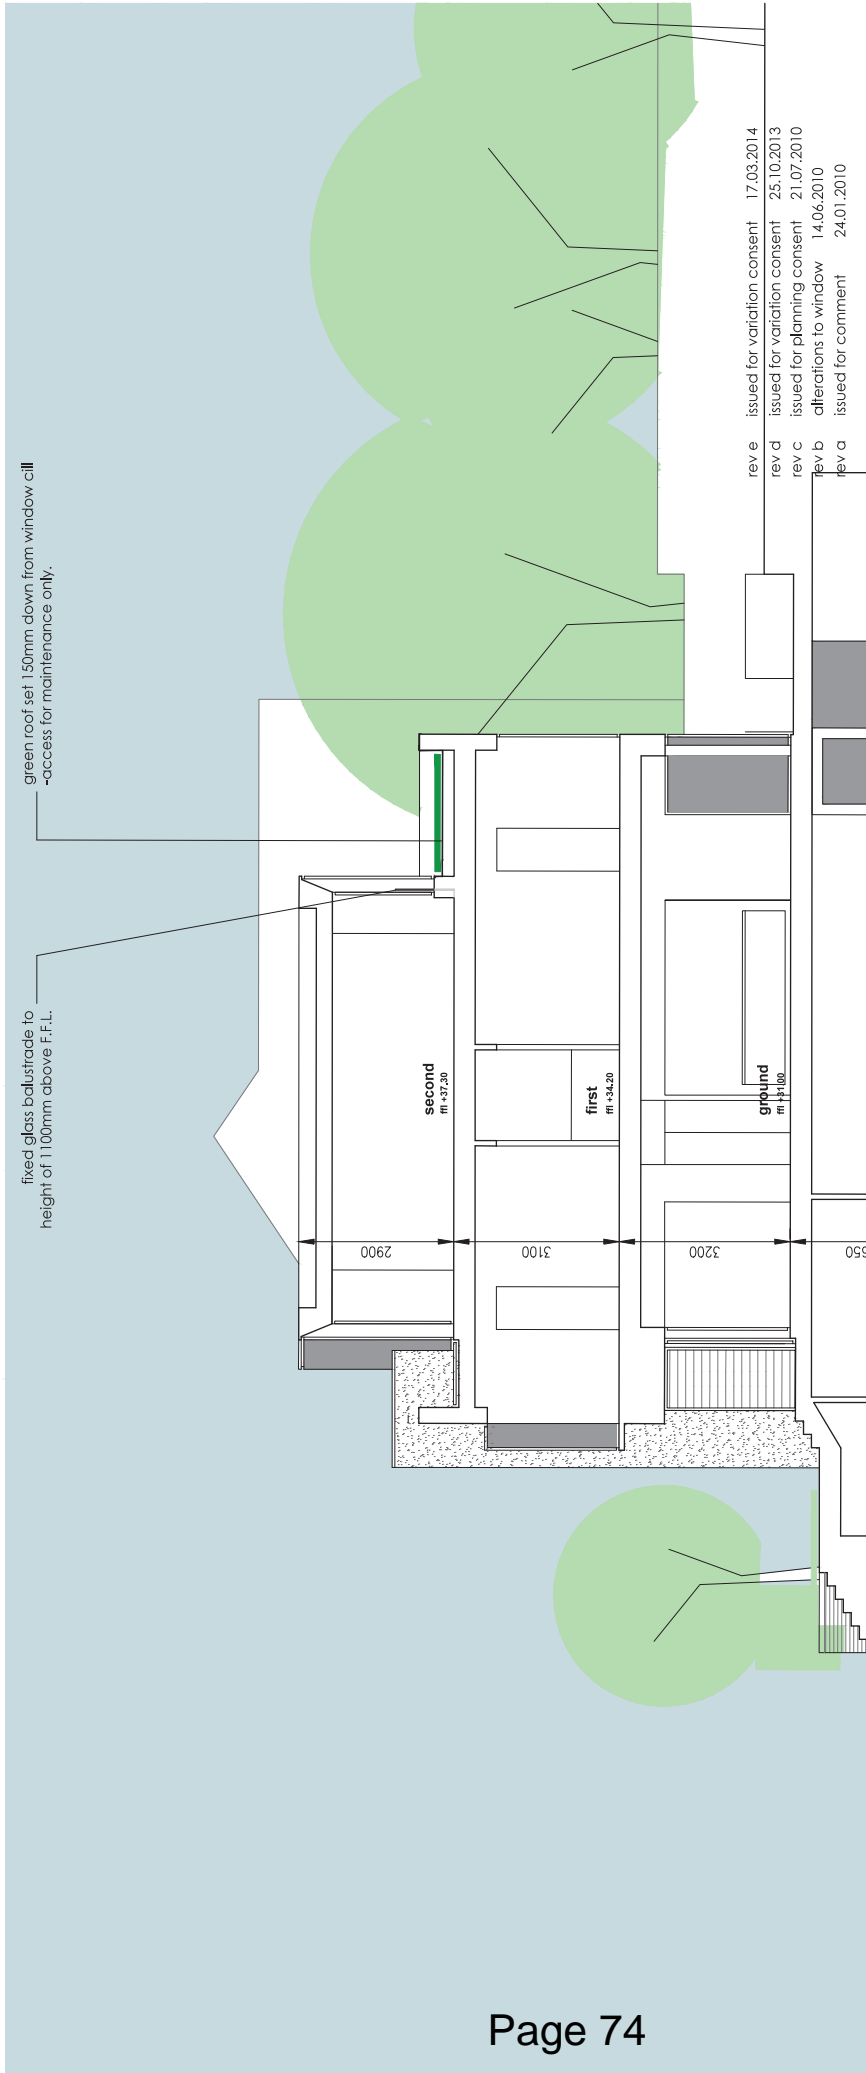 fixed glass balustrade to
height of 1100mm above F.F.L.
green roof set 150mm down from window cill
-access for maintenance only.
second
ffl +37.30
first
ffl +34.20
ground
ffl +31.00
2900
3100
3200
650
rev e issued for variation consent 17.03.2014
rev d issued for variation consent 25.10.2013
rev c issued for planning consent 21.07.2010
rev b alterations to window 14.06.2010
rev a issued for comment 24.01.2010
Page 74